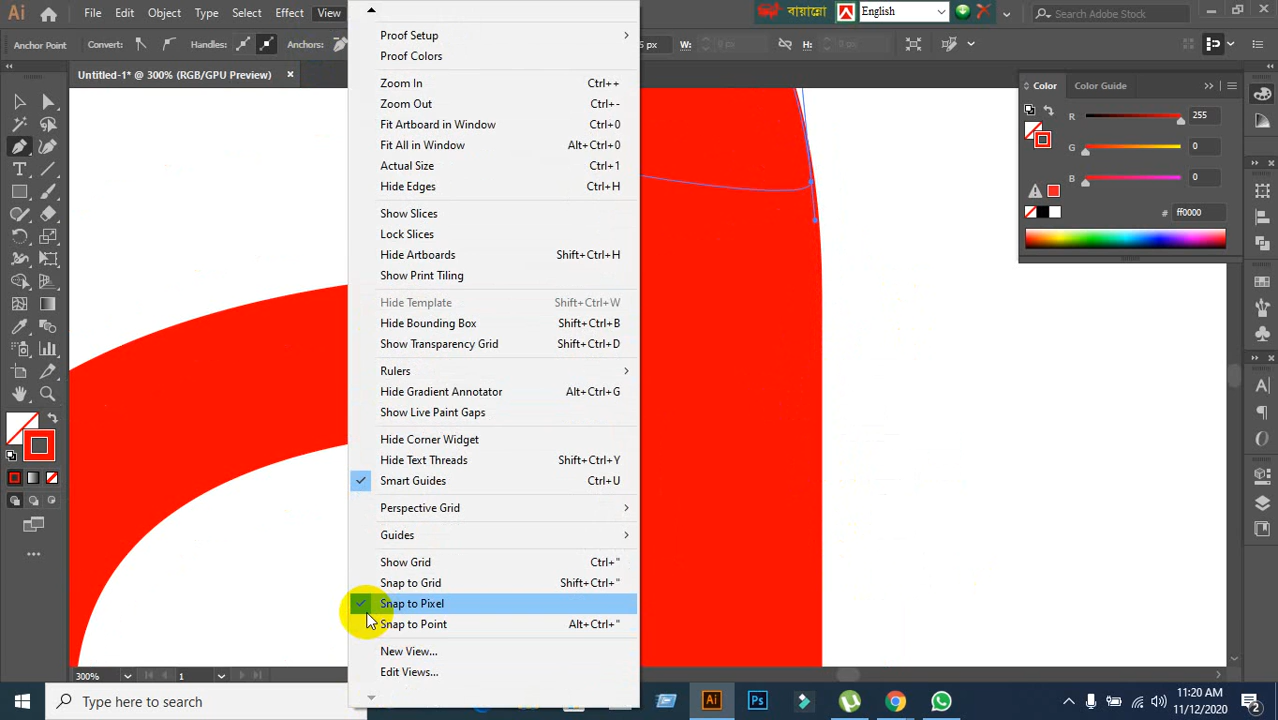 Ai File Edit Object Type Select Effect View
বায়ান্নো English
Search Adobe Stock
Anchor Point Convert: Handles: Anchors:
px W:
Untitled-1* @ 300% (RGB/GPU Preview) ×
Proof Setup
Proof Colors
Zoom In Ctrl++
Zoom Out Ctrl+-
Fit Artboard in Window Ctrl+0
Fit All in Window Alt+Ctrl+0
Actual Size Ctrl+1
Hide Edges Ctrl+H
Show Slices
Lock Slices
Hide Artboards Shift+Ctrl+H
Show Print Tiling
Hide Template Shift+Ctrl+W
Hide Bounding Box Shift+Ctrl+B
Show Transparency Grid Shift+Ctrl+D
Rulers
Hide Gradient Annotator Alt+Ctrl+G
Show Live Paint Gaps
Hide Corner Widget
Hide Text Threads Shift+Ctrl+Y
Smart Guides Ctrl+U
Perspective Grid
Guides
Show Grid Ctrl+"
Snap to Grid Shift+Ctrl+"
Snap to Pixel
Snap to Point Alt+Ctrl+"
New View...
Edit Views...
Color Color Guide
R 255
G 0
B 0
# ff0000
300% 1
Type here to search
Ai Ps
11:20 AM
11/12/2020
2